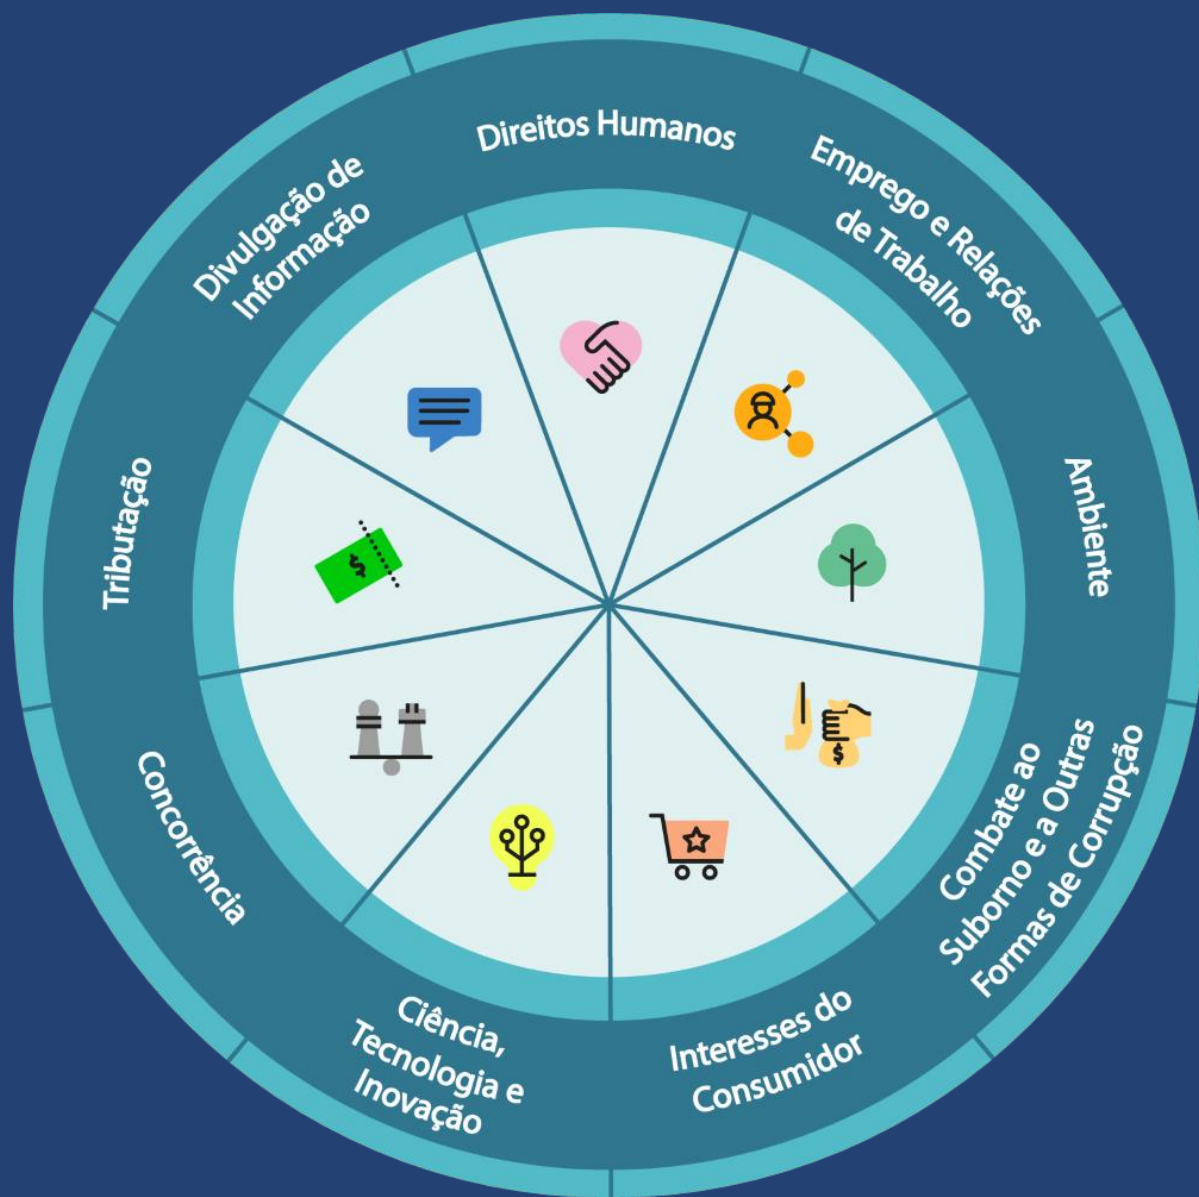 Direitos Humanos
Emprego e Relações
de Trabalho
Ambiente
Combate ao
Suborno e a Outras
Formas de Corrupção
Interesses do
Consumidor
Ciência,
Tecnologia e
Inovação
Concorrência
Tributação
Divulgação de
Informação
$
$